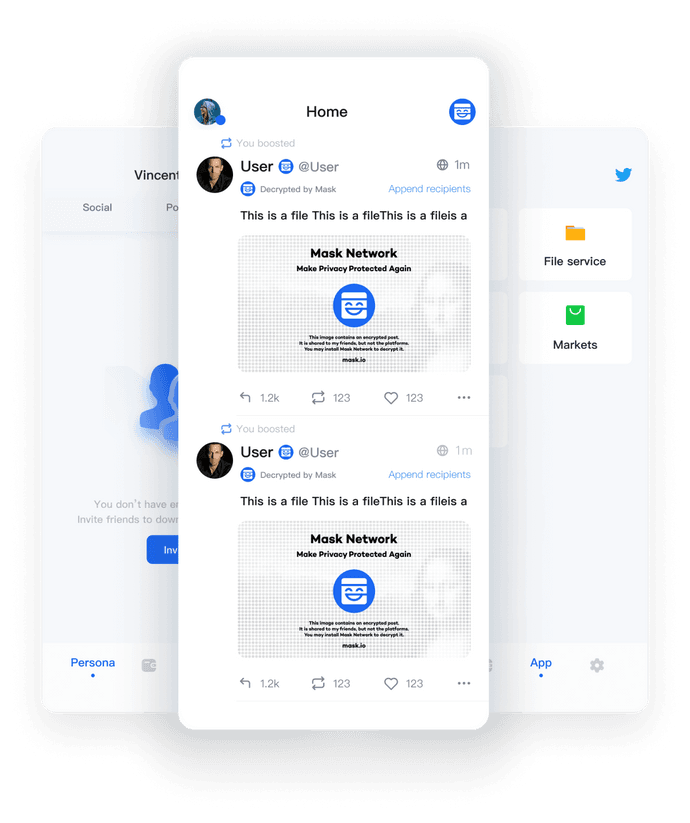 Home
You boosted
User @User 1m
Decrypted by Mask Append recipients
This is a file This is a fileThis is a fileis a
Mask Network
Make Privacy Protected Again
This image contains an encrypted post.
It is shared to my friends, but not the platforms.
You may install Mask Network to decrypt it.
mask.io
1.2k 123 123
You boosted
User @User 1m
Decrypted by Mask Append recipients
This is a file This is a fileThis is a fileis a
Mask Network
Make Privacy Protected Again
This image contains an encrypted post.
It is shared to my friends, but not the platforms.
You may install Mask Network to decrypt it.
mask.io
1.2k 123 123
Vincent
Social Po
You don't have en
Invite friends to down
Inv
Persona
File service
Markets
App